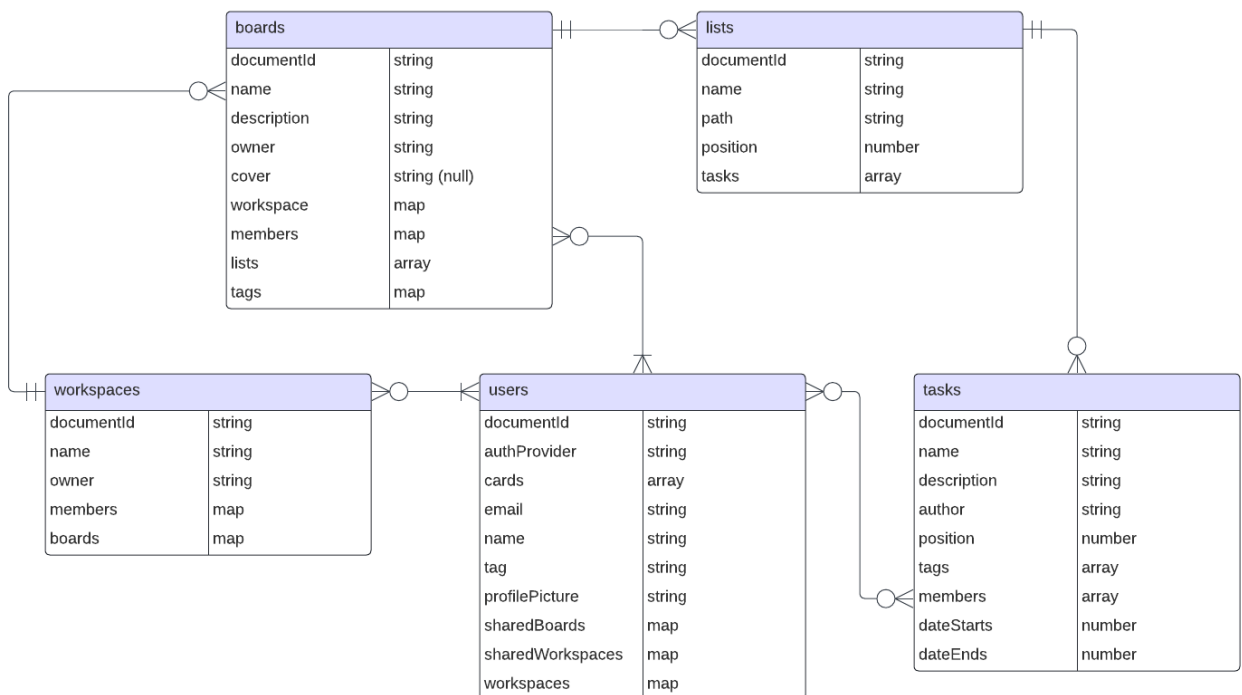 boards
documentId string
name string
description string
owner string
cover string (null)
workspace map
members map
lists array
tags map
lists
documentId string
name string
path string
position number
tasks array
workspaces
documentId string
name string
owner string
members map
boards map
users
documentId string
authProvider string
cards array
email string
name string
tag string
profilePicture string
sharedBoards map
sharedWorkspaces map
workspaces map
tasks
documentId string
name string
description string
author string
position number
tags array
members array
dateStarts number
dateEnds number